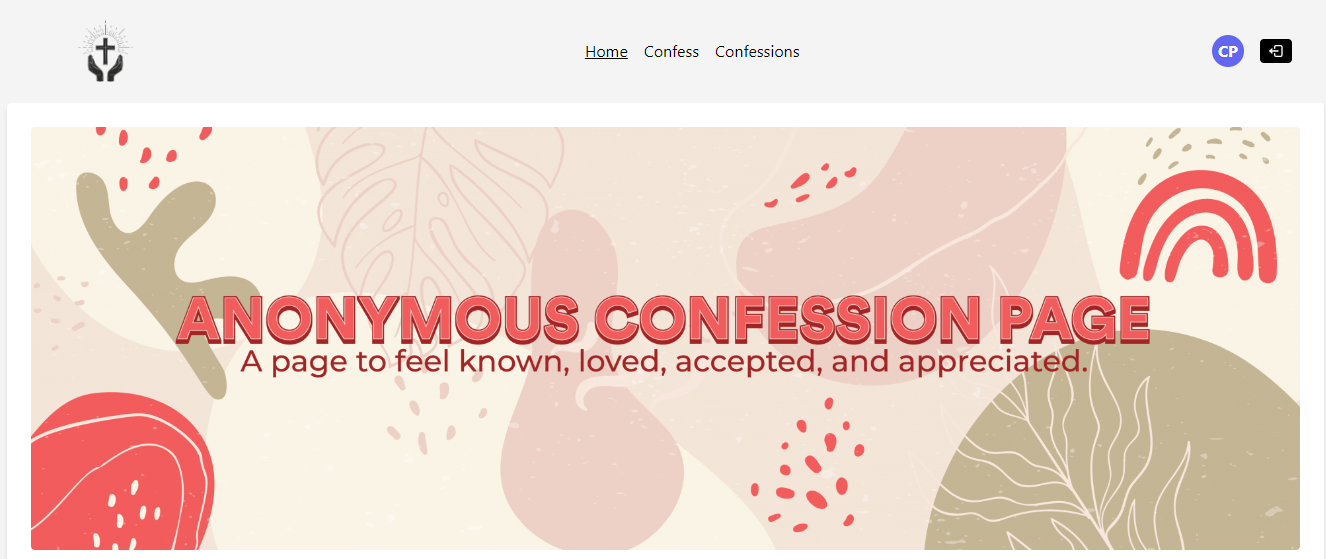 Home Confess Confessions CP
ANONYMOUS CONFESSION PAGE
A page to feel known, loved, accepted, and appreciated.